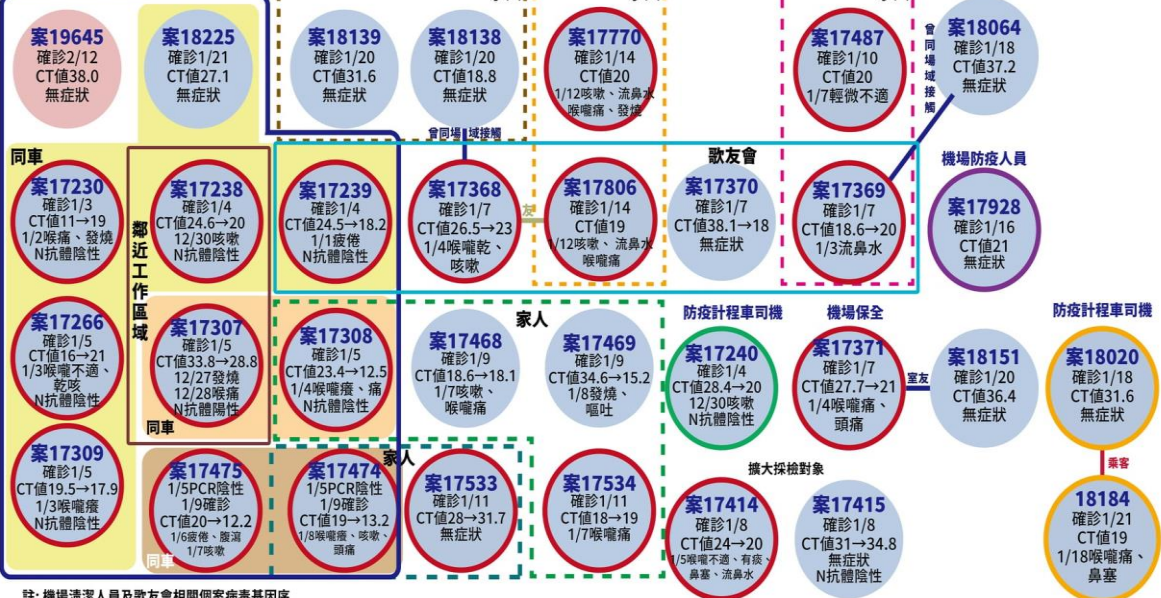 案19645
確診2/12
CT值38.0
無症狀
案18225
確診1/21
CT值27.1
無症狀
案18139
確診1/20
CT值31.6
無症狀
案18138
確診1/20
CT值18.8
無症狀
案17770
確診1/14
CT值20
1/12咳嗽、流鼻水
喉嚨痛、發燒
案17487
確診1/10
CT值20
1/7輕微不適
曾同場域接觸
案18064
確診1/18
CT值37.2
無症狀
曾同場域接觸
同車
案17230
確診1/3
CT值11→19
1/2喉痛、發燒
N抗體陰性
鄰近工作區域
案17238
確診1/4
CT值24.6→20
12/30咳嗽
N抗體陰性
案17239
確診1/4
CT值24.5→18.2
1/1疲倦
N抗體陰性
案17368
確診1/7
CT值26.5→23
1/4喉嚨乾、
咳嗽
友
案17806
確診1/14
CT值19
1/12咳嗽、流鼻水
喉嚨痛
歌友會
案17370
確診1/7
CT值38.1→18
無症狀
案17369
確診1/7
CT值18.6→20
1/3流鼻水
機場防疫人員
案17928
確診1/16
CT值21
無症狀
案17266
確診1/5
CT值16→21
1/3喉嚨不適、
乾咳
N抗體陰性
案17307
確診1/5
CT值33.8→28.8
12/27發燒
12/28喉痛
N抗體陽性
同車
案17308
確診1/5
CT值23.4→12.5
1/4喉嚨癢、痛
N抗體陰性
家人
案17468
確診1/9
CT值18.6→18.1
1/7咳嗽、
喉嚨痛
案17469
確診1/9
CT值34.6→15.2
1/8發燒、
嘔吐
防疫計程車司機
案17240
確診1/4
CT值28.4→20
12/30咳嗽
N抗體陰性
機場保全
案17371
確診1/7
CT值27.7→21
1/4喉嚨痛、
頭痛
室友
案18151
確診1/20
CT值36.4
無症狀
防疫計程車司機
案18020
確診1/18
CT值31.6
無症狀
乘客
案17309
確診1/5
CT值19.5→17.9
1/3喉嚨癢
N抗體陰性
案17475
1/5PCR陰性
1/9確診
CT值20→12.2
1/6疲倦、腹瀉
1/7咳嗽
同車
案17474
1/5PCR陰性
1/9確診
CT值19→13.2
1/8喉嚨癢、咳嗽、
頭痛
家人
案17533
確診1/11
CT值28→31.7
無症狀
案17534
確診1/11
CT值18→19
1/7喉嚨痛
擴大採檢對象
案17414
確診1/8
CT值24→20
1/5喉嚨不適、有痰、
鼻塞、流鼻水
案17415
確診1/8
CT值31→34.8
無症狀
N抗體陰性
18184
確診1/21
CT值19
1/18喉嚨痛、
鼻塞
註: 機場清潔人員及歌友會相關個案病毒基因序